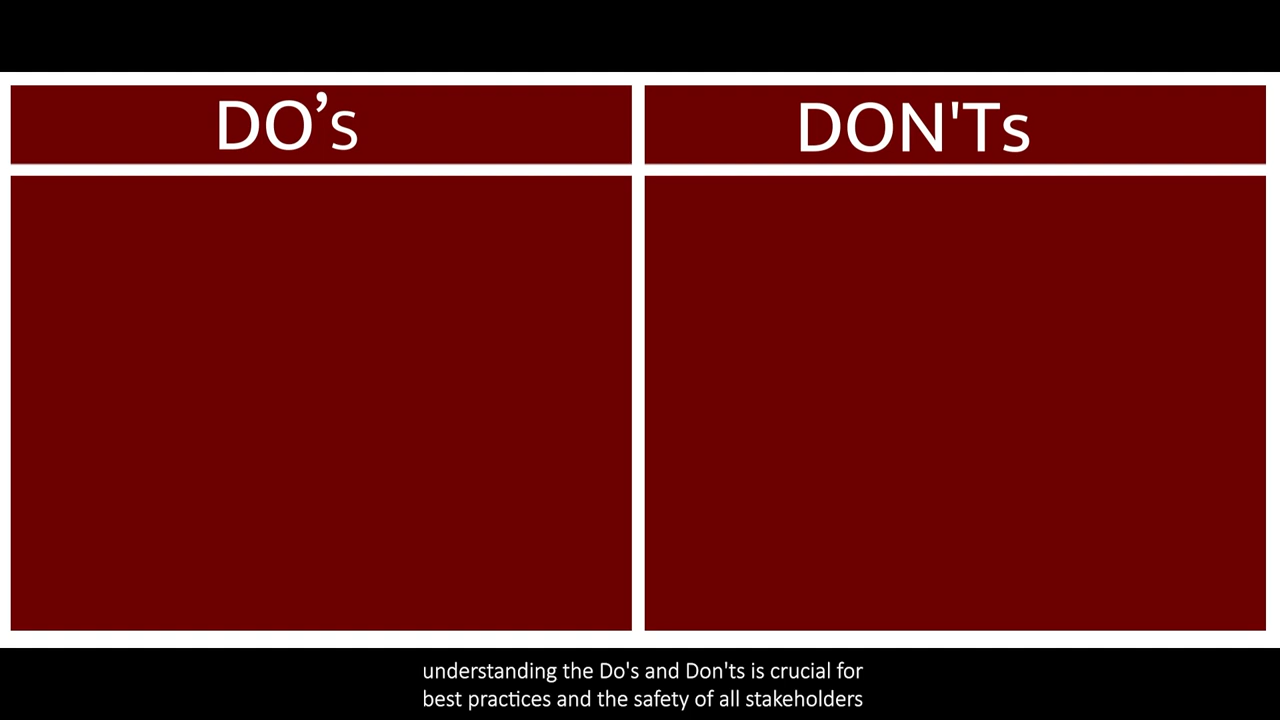 DO’s
DON'Ts
understanding the Do's and Don'ts is crucial for
best practices and the safety of all stakeholders